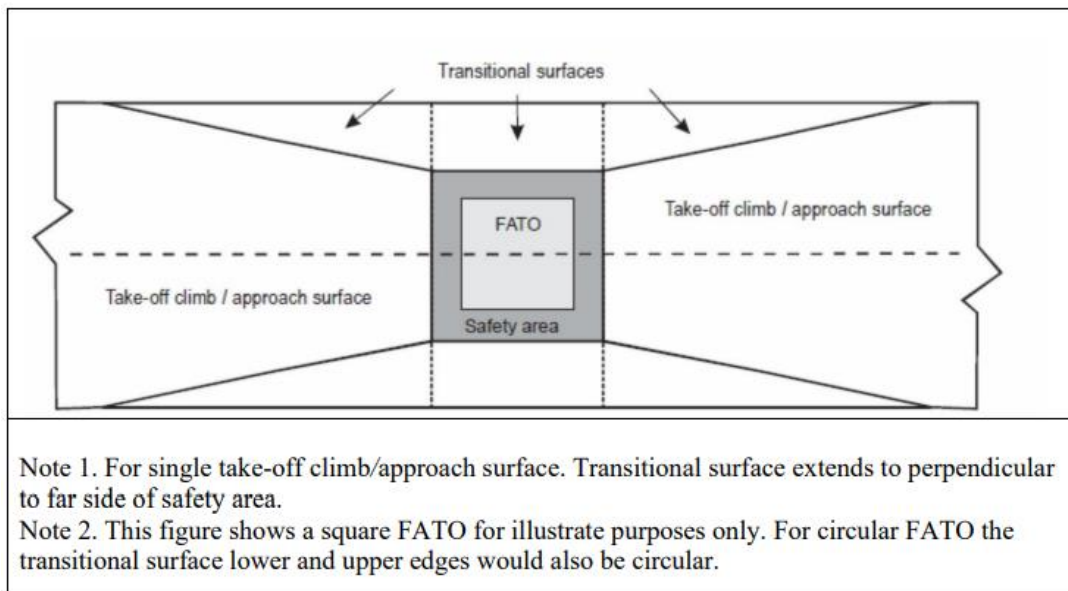 Transitional surfaces
Take-off climb / approach surface
FATO
Take-off climb / approach surface
Safety area
Note 1. For single take-off climb/approach surface. Transitional surface extends to perpendicular
to far side of safety area.
Note 2. This figure shows a square FATO for illustrate purposes only. For circular FATO the
transitional surface lower and upper edges would also be circular.